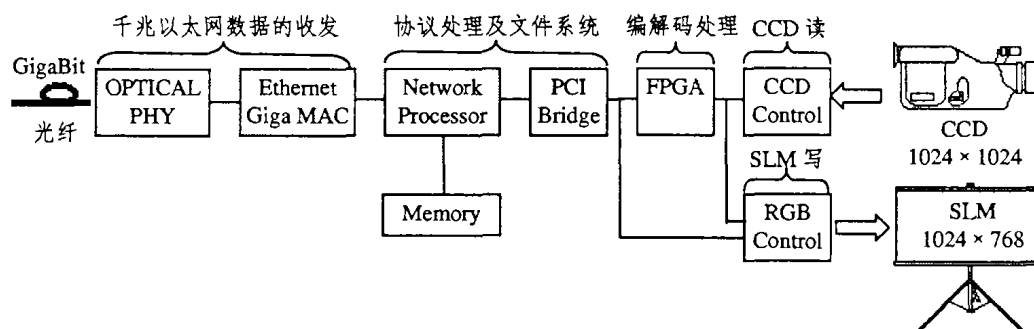 千兆以太网数据的收发
协议处理及文件系统
编解码处理
CCD 读
GigaBit
光纤
OPTICAL
PHY
Ethernet
Giga MAC
Network
Processor
PCI
Bridge
FPGA
CCD
Control
CCD
1024 × 1024
Memory
SLM 写
RGB
Control
SLM
1024 × 768